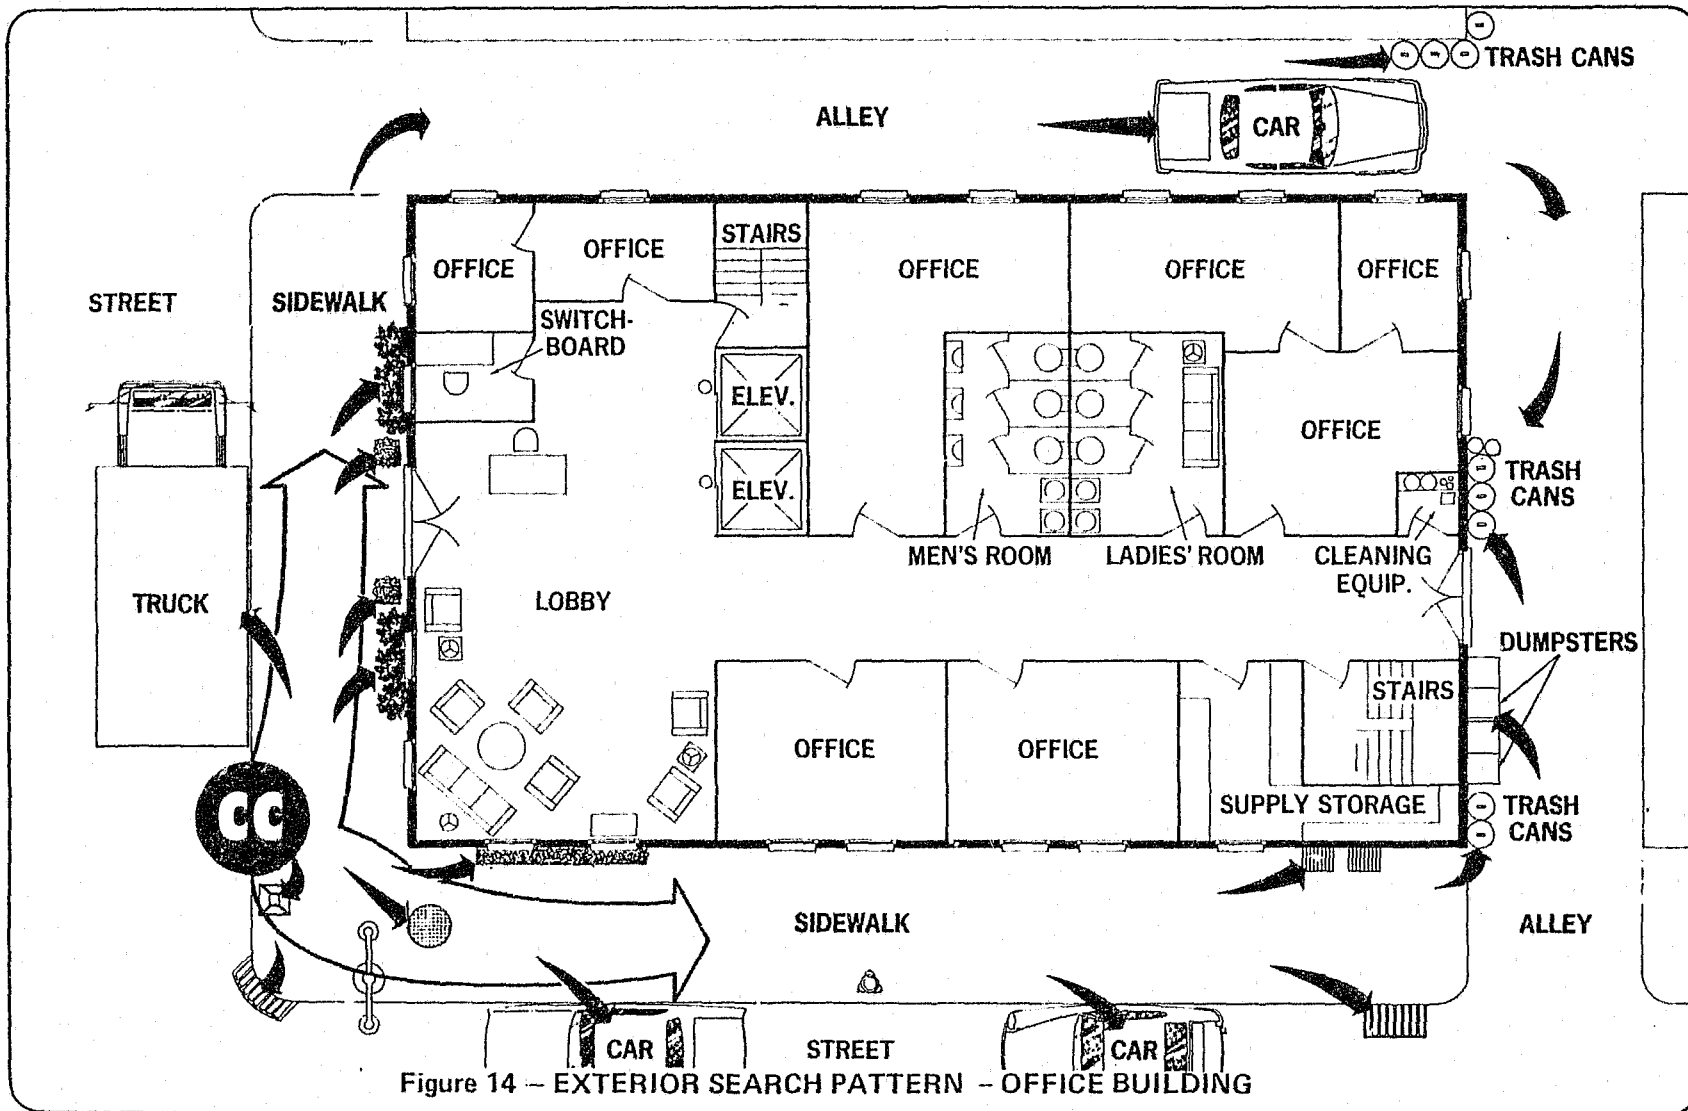 TRASH CANS
ALLEY
CAR
STAIRS
OFFICE
OFFICE
OFFICE
OFFICE
OFFICE
STREET
SIDEWALK
SWITCH-
BOARD
ELEV.
OFFICE
ELEV.
TRASH
CANS
MEN'S ROOM
LADIES' ROOM
CLEANING
EQUIP.
TRUCK
LOBBY
DUMPSTERS
STAIRS
OFFICE
OFFICE
SUPPLY STORAGE
TRASH
CANS
CC
SIDEWALK
ALLEY
CAR
STREET
CAR
Figure 14 – EXTERIOR SEARCH PATTERN – OFFICE BUILDING